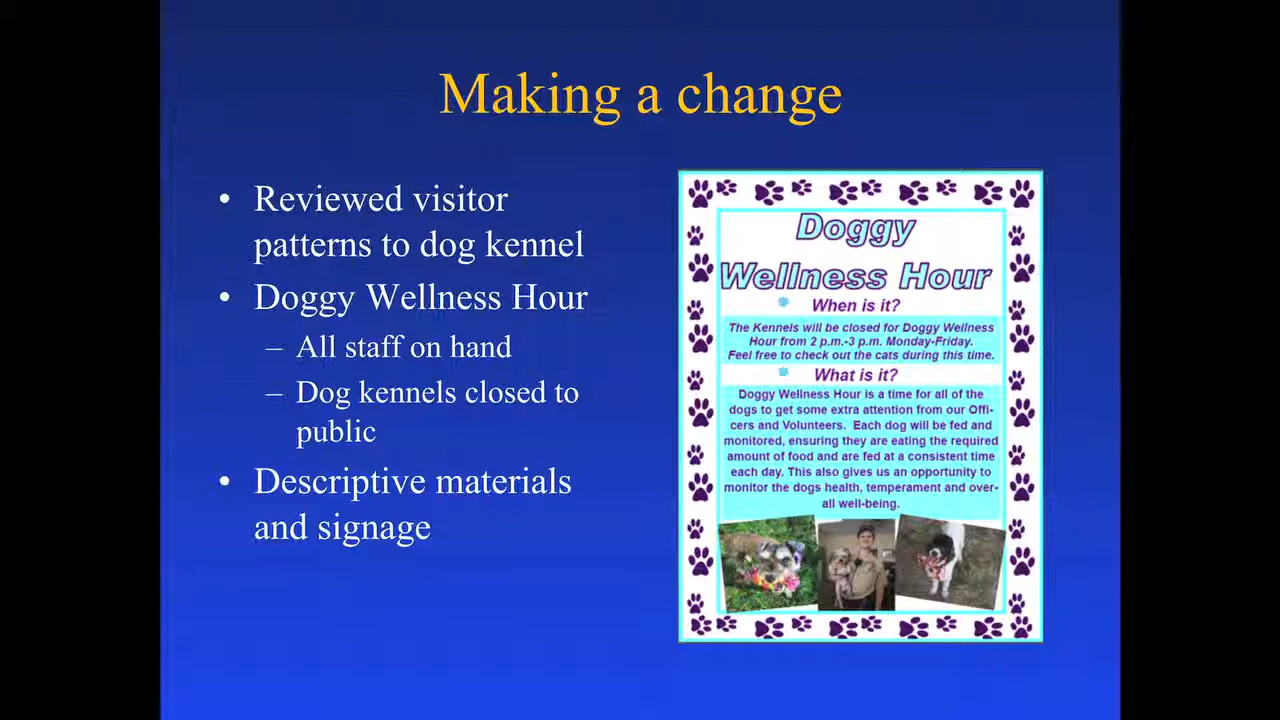 Making a change
• Reviewed visitor
patterns to dog kennel
• Doggy Wellness Hour
– All staff on hand
– Dog kennels closed to
public
• Descriptive materials
and signage
Doggy
Wellness Hour
When is it?
The Kennels will be closed for Doggy Wellness
Hour from 2 p.m.-3 p.m. Monday-Friday.
Feel free to check out the cats during this time.
What is it?
Doggy Wellness Hour is a time for all of the
dogs to get some extra attention from our Offi-
cers and Volunteers. Each dog will be fed and
monitored, ensuring they are eating the required
amount of food and are fed at a consistent time
each day. This also gives us an opportunity to
monitor the dogs health, temperament and over-
all well-being.